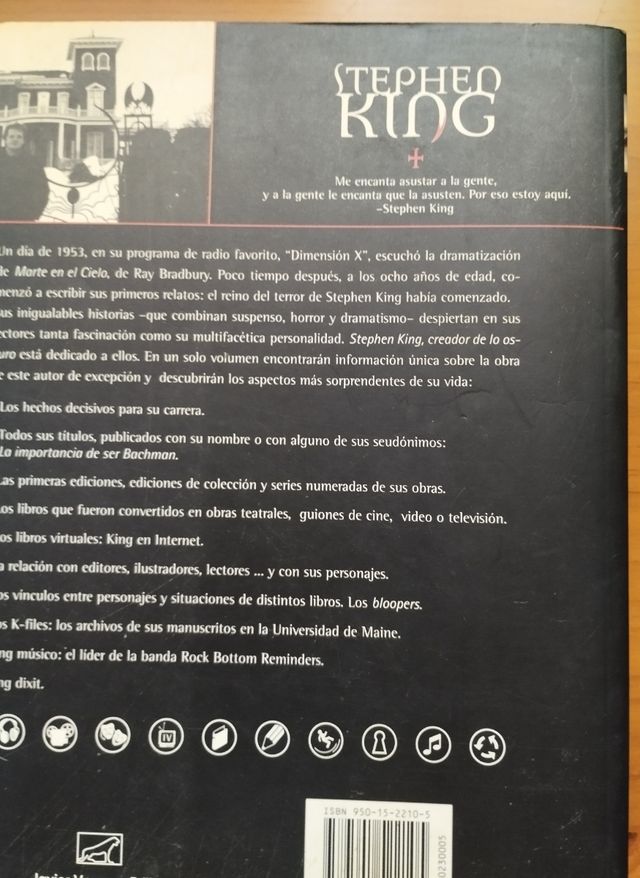 STEPHEN
KING
Me encanta asustar a la gente,
y a la gente le encanta que la asusten. Por eso estoy aquí.
–Stephen King
Un día de 1953, en su programa de radio favorito, "Dimensión X", escuchó la dramatización
de Marte en el Cielo, de Ray Bradbury. Poco tiempo después, a los ocho años de edad, co-
menzó a escribir sus primeros relatos: el reino del terror de Stephen King había comenzado.
sus inigualables historias –que combinan suspenso, horror y dramatismo– despiertan en sus
ectores tanta fascinación como su multifacética personalidad. Stephen King, creador de lo os-
uro está dedicado a ellos. En un solo volumen encontrarán información única sobre la obra
e este autor de excepción y descubrirán los aspectos más sorprendentes de su vida:
Los hechos decisivos para su carrera.
Todos sus títulos, publicados con su nombre o con alguno de sus seudónimos:
La importancia de ser Bachman.
Las primeras ediciones, ediciones de colección y series numeradas de sus obras.
os libros que fueron convertidos en obras teatrales, guiones de cine, video o televisión.
os libros virtuales: King en Internet.
a relación con editores, ilustradores, lectores ... y con sus personajes.
os vínculos entre personajes y situaciones de distintos libros. Los bloopers.
os K-files: los archivos de sus manuscritos en la Universidad de Maine.
ng músico: el líder de la banda Rock Bottom Reminders.
ng dixit.
TV
ISBN 950-15-2210-5
0230005